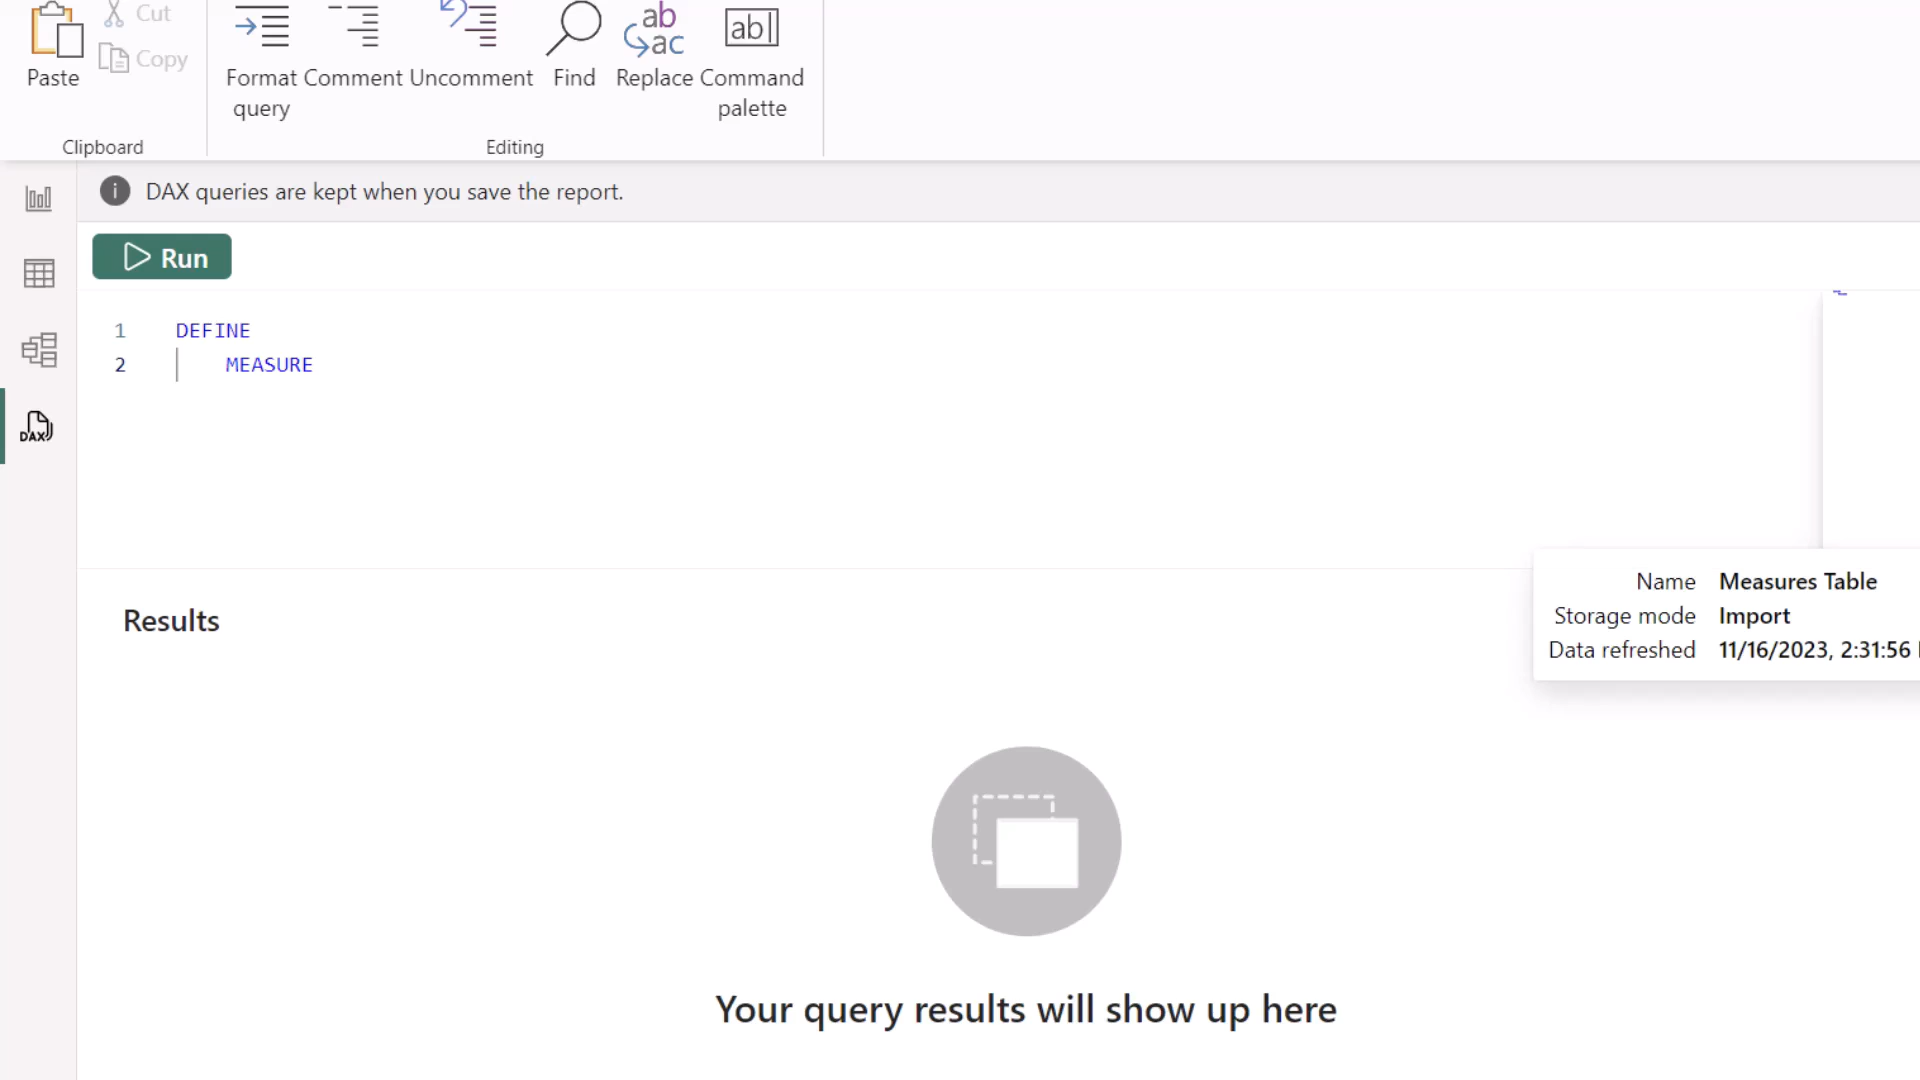 Cut
Copy
Paste
Clipboard
Format query
Comment
Uncomment
Find
ab
ac
Replace
ab|
Command palette
Editing
DAX queries are kept when you save the report.
Run
1 DEFINE
2 MEASURE
DAX
Name Measures Table
Storage mode Import
Data refreshed 11/16/2023, 2:31:56
Results
Your query results will show up here